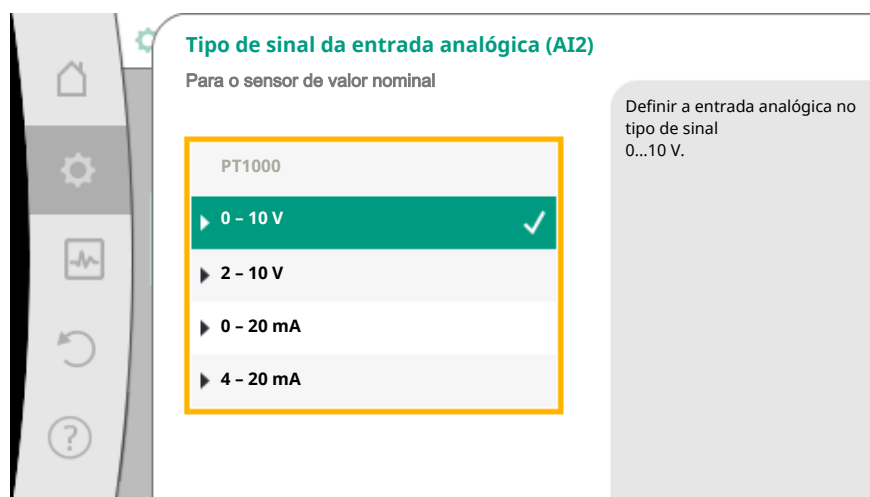 Tipo de sinal da entrada analógica (AI2)
Para o sensor de valor nominal
PT1000
0 – 10 V
2 – 10 V
0 – 20 mA
4 – 20 mA
Definir a entrada analógica no
tipo de sinal
0...10 V.
?